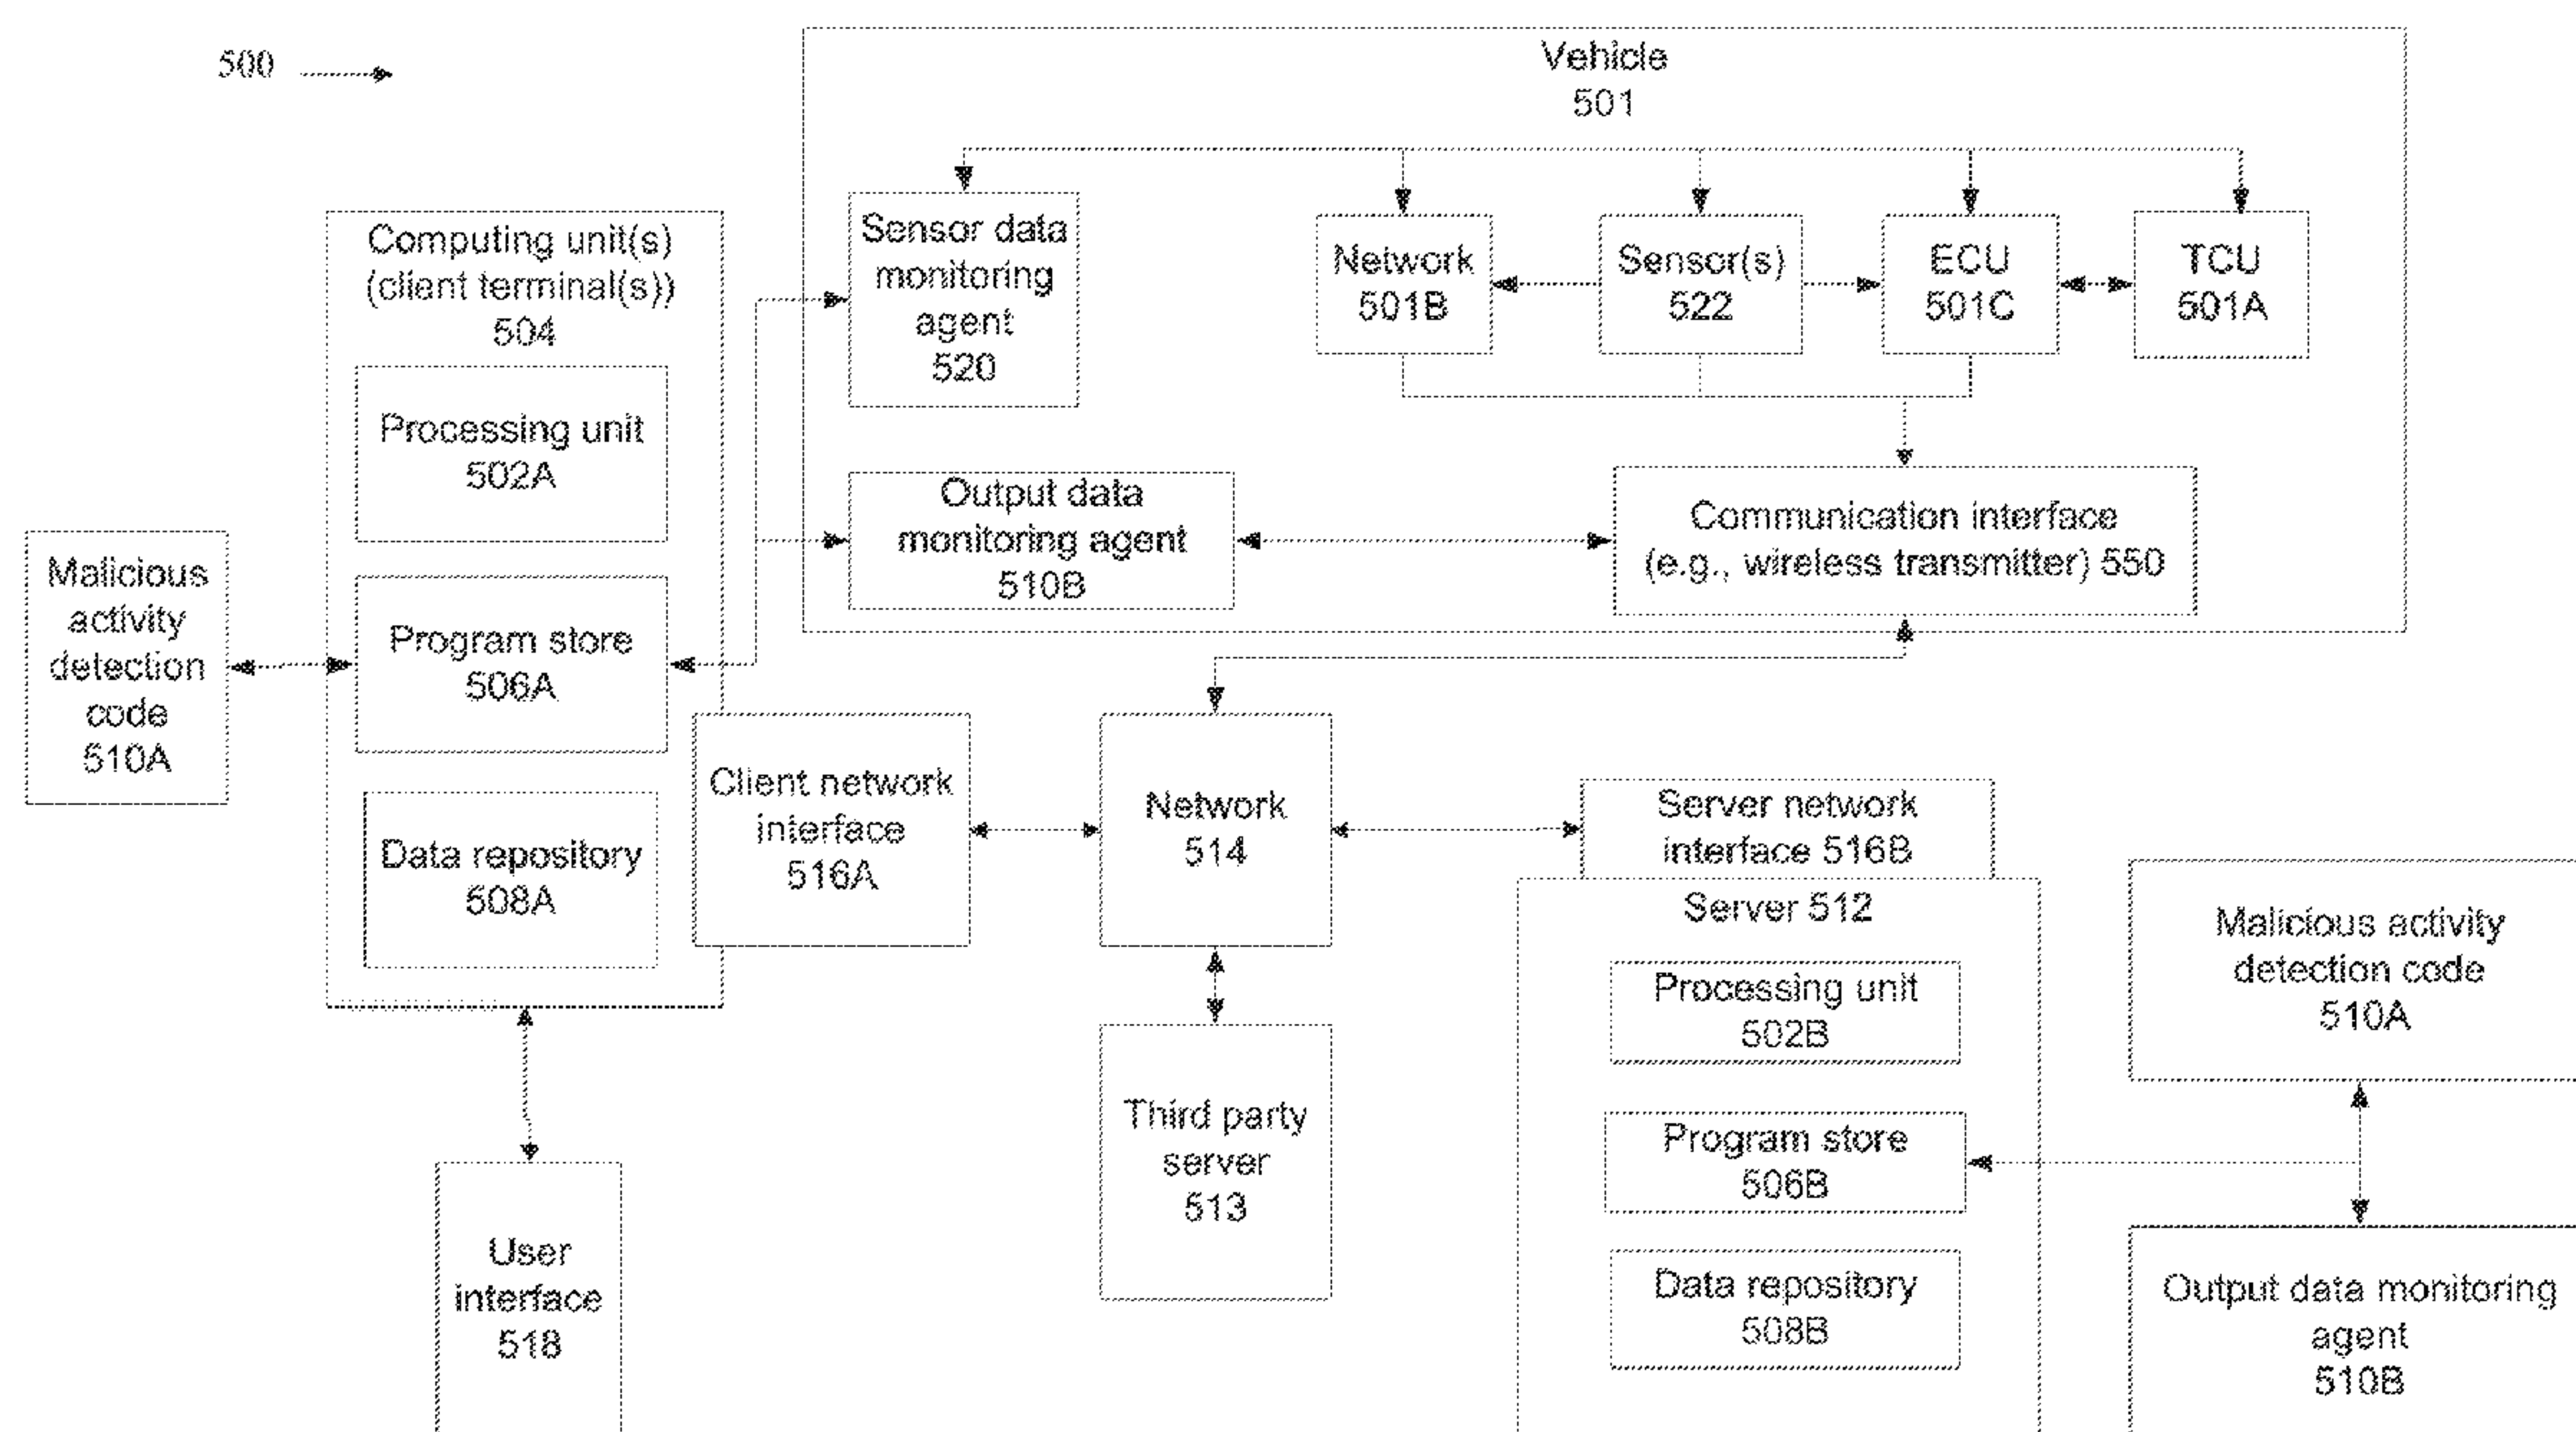 500
Vehicle
501
Sensor data
monitoring
agent
520
Network
501B
Sensor(s)
522
ECU
501C
TCU
501A
Computing unit(s)
(client terminal(s))
504
Processing unit
502A
Program store
506A
Data repository
508A
Malicious
activity
detection
code
510A
Output data
monitoring agent
510B
Communication interface
(e.g., wireless transmitter) 550
Client network
interface
516A
Network
514
Server network
interface 516B
Server 512
Processing unit
502B
Program store
506B
Data repository
508B
Malicious activity
detection code
510A
Output data monitoring
agent
510B
Third party
server
513
User
interface
518